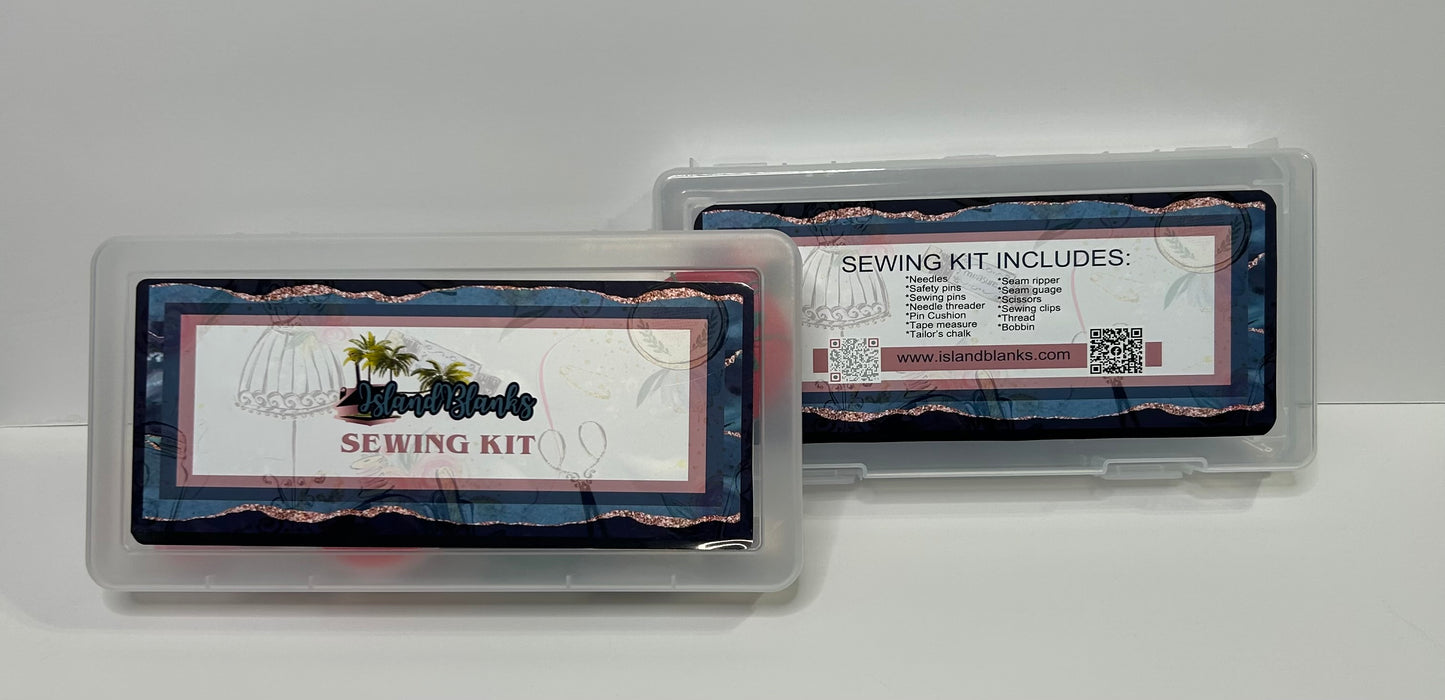 IslandBlanks
SEWING KIT
SEWING KIT INCLUDES:
*Needles
*Safety pins
*Sewing pins
*Needle threader
*Pin Cushion
*Tape measure
*Tailor's chalk
*Seam ripper
*Seam guage
*Scissors
*Sewing clips
*Thread
*Bobbin
www.islandblanks.com